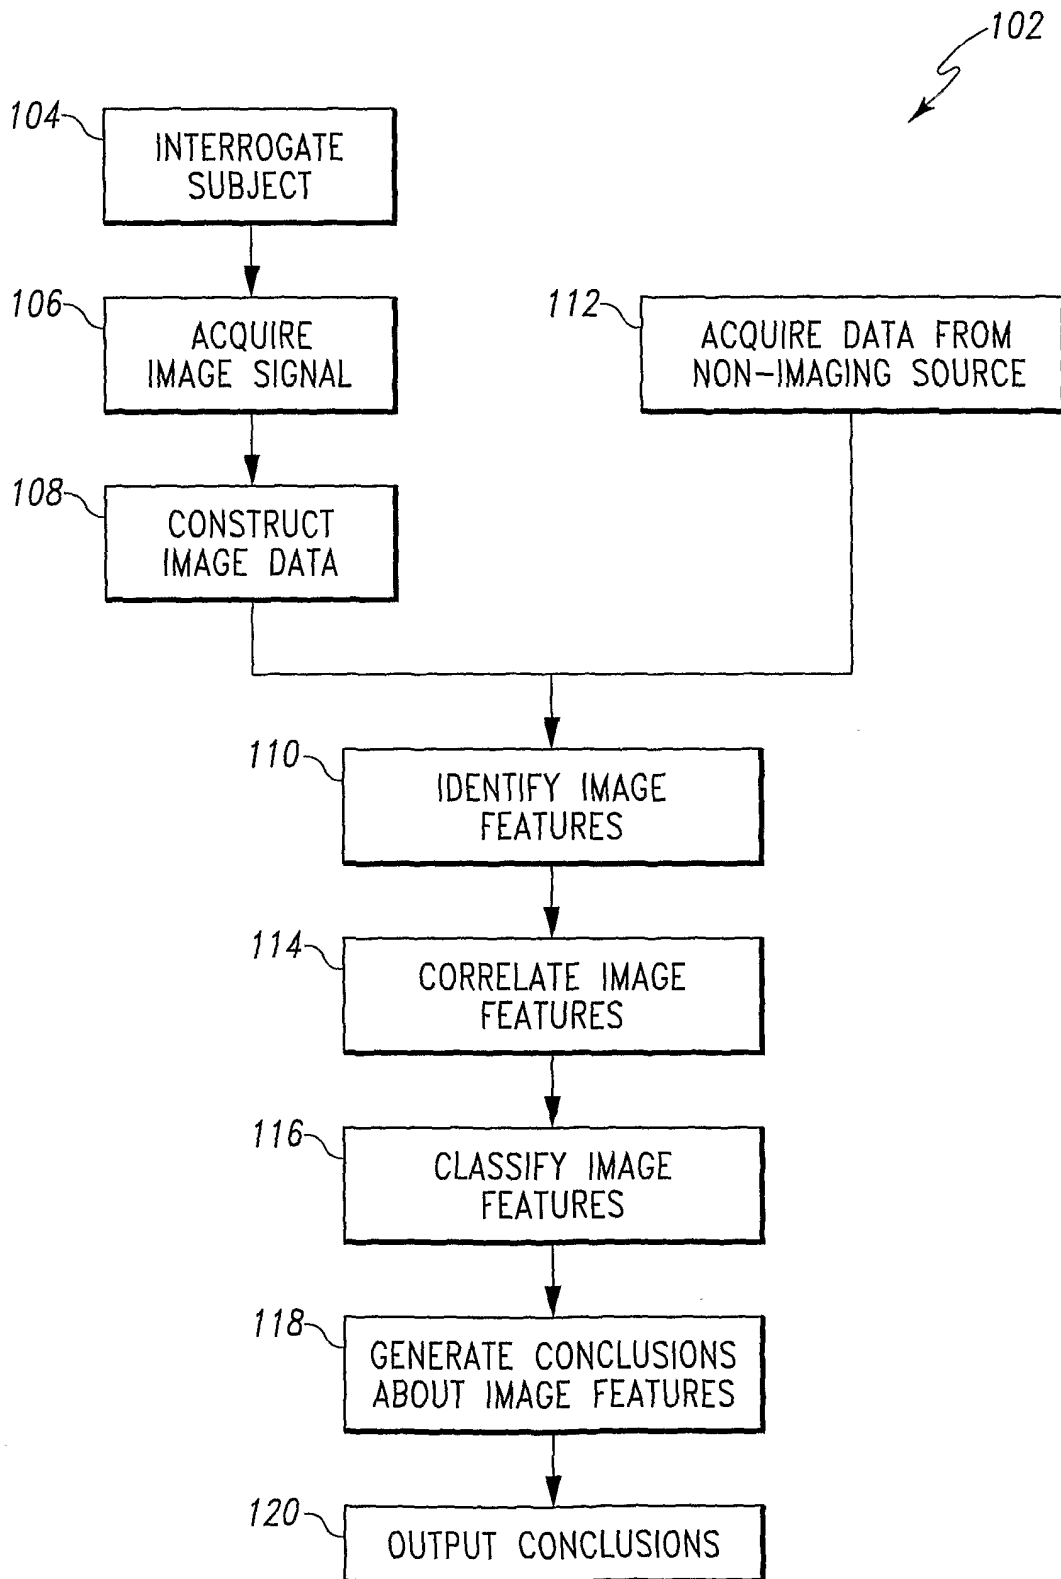 102
104
INTERROGATE
SUBJECT
106
ACQUIRE
IMAGE SIGNAL
112
ACQUIRE DATA FROM
NON-IMAGING SOURCE
108
CONSTRUCT
IMAGE DATA
110
IDENTIFY IMAGE
FEATURES
114
CORRELATE IMAGE
FEATURES
116
CLASSIFY IMAGE
FEATURES
118
GENERATE CONCLUSIONS
ABOUT IMAGE FEATURES
120
OUTPUT CONCLUSIONS